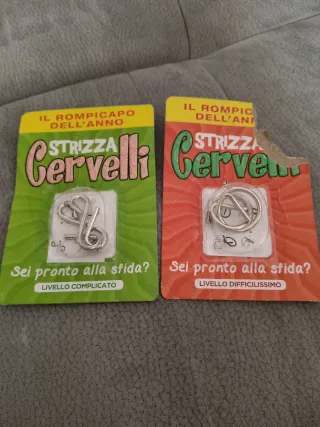 IL ROMPICAPO
DELL'ANNO
STRIZZA
Cervelli
Sei pronto alla sfida?
LIVELLO COMPLICATO
IL ROMPIC
DELL'ANN
STRIZZA
Cervelli
Sei pronto alla sfida?
LIVELLO DIFFICILISSIMO